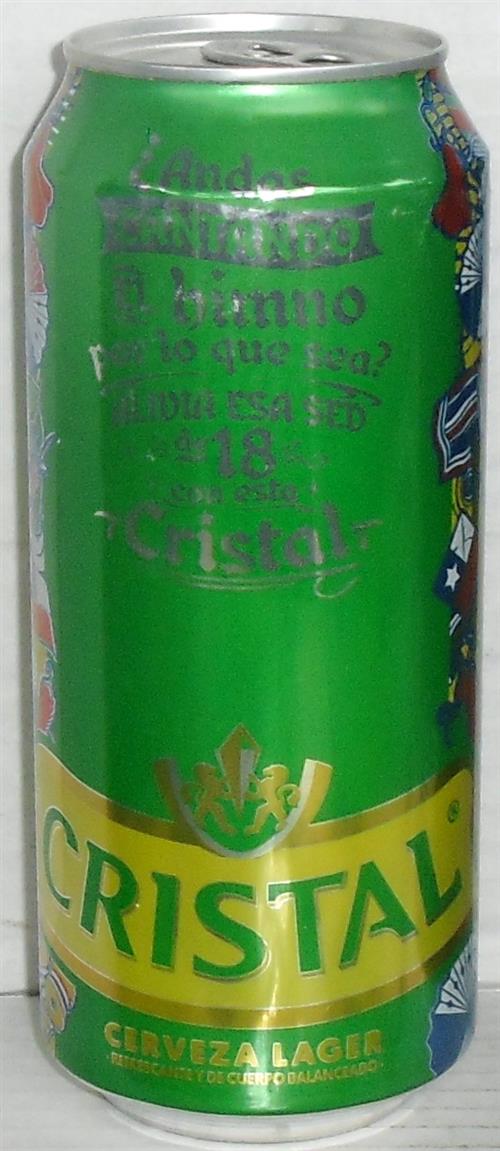 ¿Andas
CANTANDO
El himno
por lo que sea?
ALIVIA ESA SED
de 18
con esta
Cristal
CRISTAL®
CERVEZA LAGER
REFRESCANTE Y DE CUERPO BALANCEADO